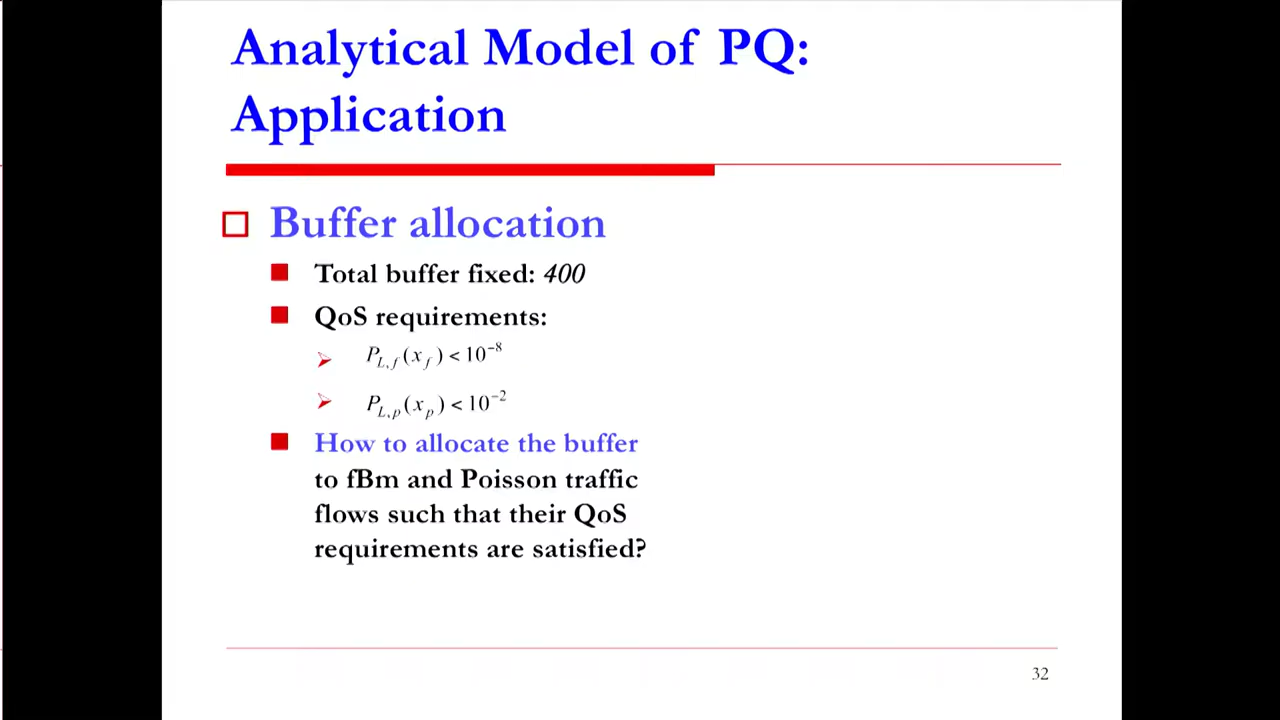 Analytical Model of PQ:
Application
Buffer allocation
Total buffer fixed: 400
QoS requirements:
P_{L,f}(x_f) < 10^{-8}
P_{L,p}(x_p) < 10^{-2}
How to allocate the buffer
to fBm and Poisson traffic
flows such that their QoS
requirements are satisfied?
32